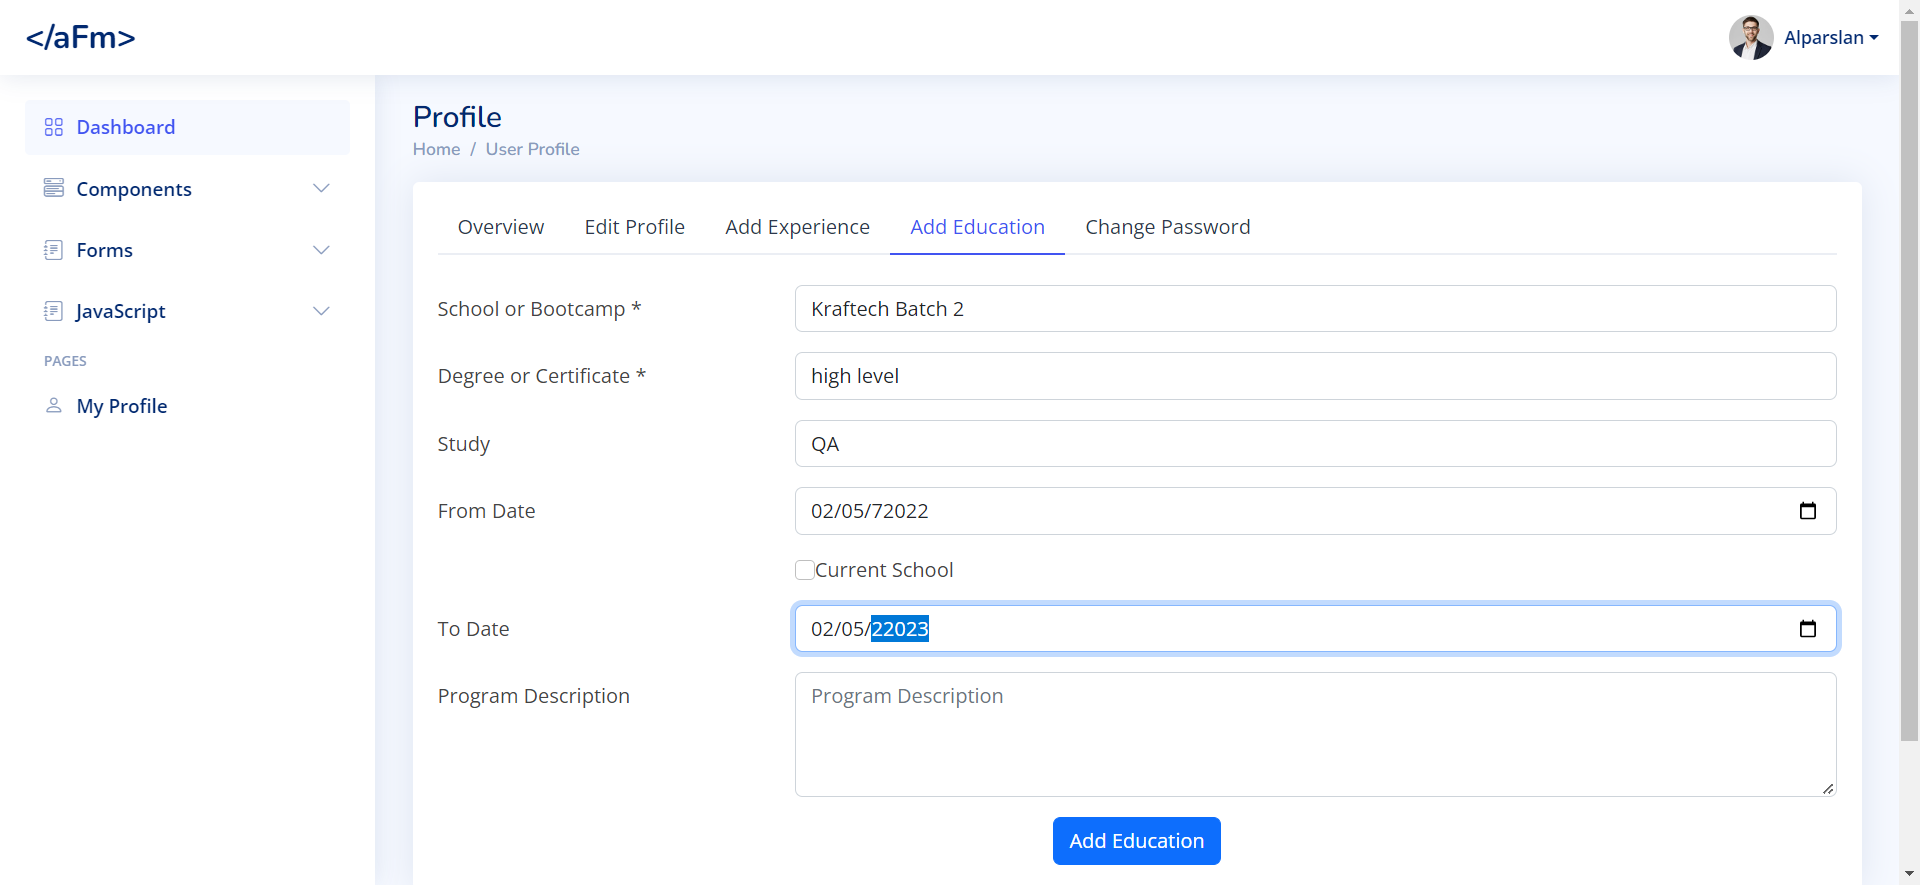 </aFm>
Alparslan
Dashboard
Components
Forms
JavaScript
PAGES
My Profile
Profile
Home / User Profile
Overview Edit Profile Add Experience Add Education Change Password
School or Bootcamp * Kraftech Batch 2
Degree or Certificate * high level
Study QA
From Date 02/05/72022
Current School
To Date 02/05/22023
Program Description Program Description
Add Education